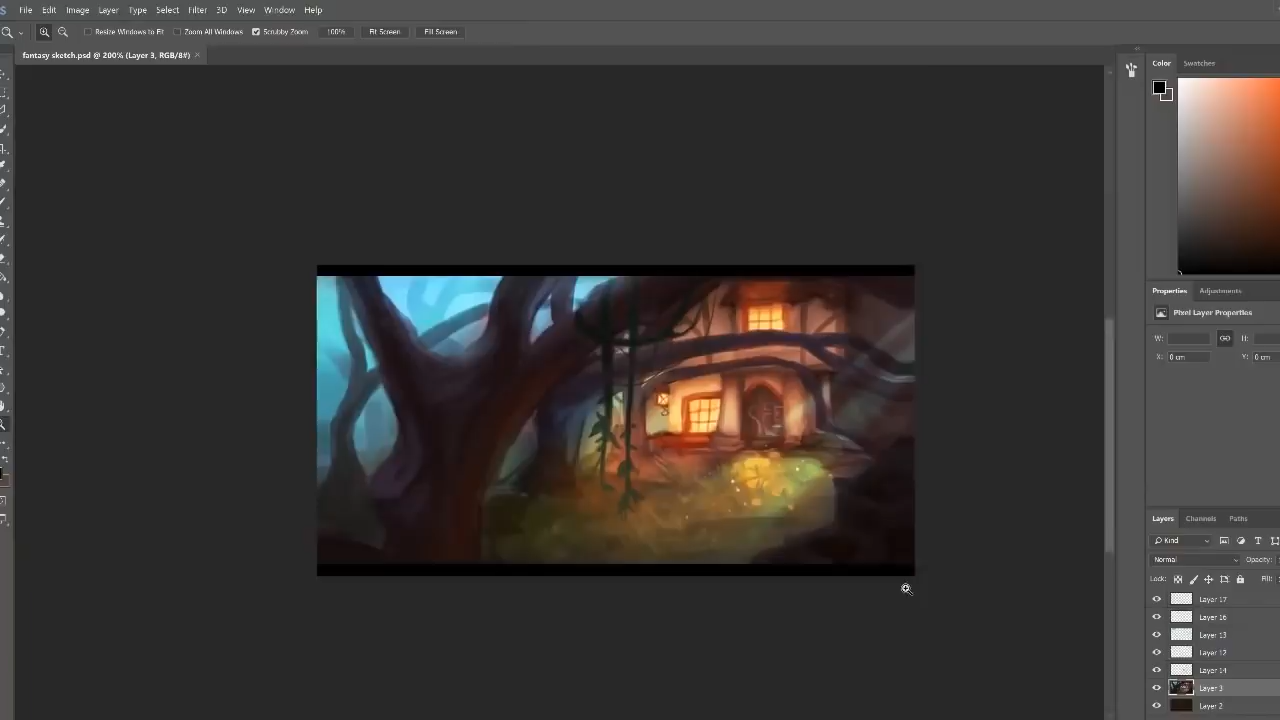 File Edit Image Layer Type Select Filter 3D View Window Help
Resize Windows to Fit Zoom All Windows Scrubby Zoom 100% Fit Screen Fill Screen
fantasy sketch.psd @ 200% (Layer 3, RGB/8#) ×
Color Swatches
Properties Adjustments
Pixel Layer Properties
W: H:
X: 0 cm Y: 0 cm
Layers Channels Paths
Kind
Normal Opacity:
Lock: Fill:
Layer 17
Layer 16
Layer 13
Layer 12
Layer 14
Layer 3
Layer 2